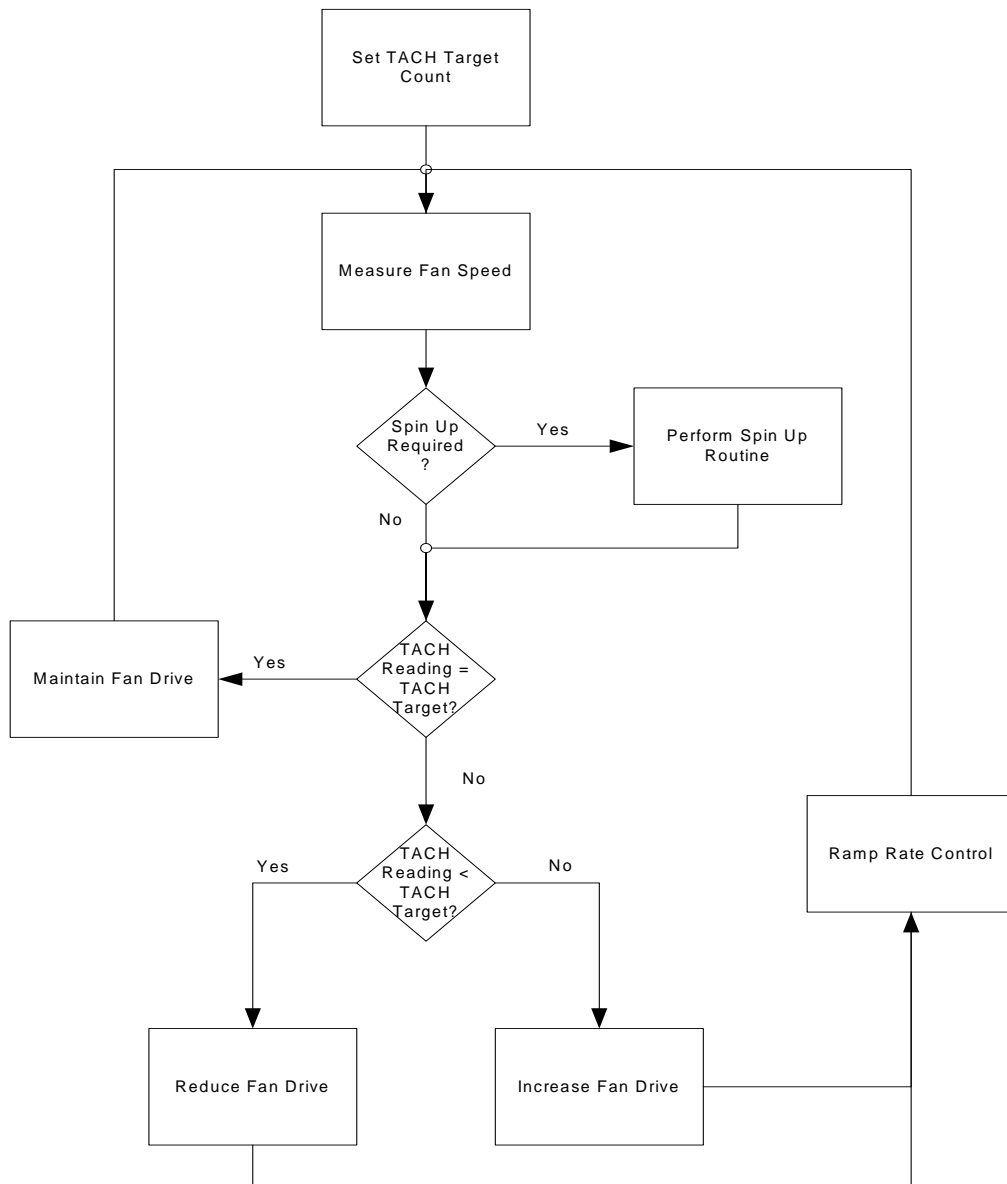 Set TACH Target
Count
Measure Fan Speed
Spin Up
Required
?
Yes
Perform Spin Up
Routine
No
TACH
Reading =
TACH
Target?
Yes
Maintain Fan Drive
No
TACH
Reading <
TACH
Target?
Yes
No
Ramp Rate Control
Reduce Fan Drive
Increase Fan Drive